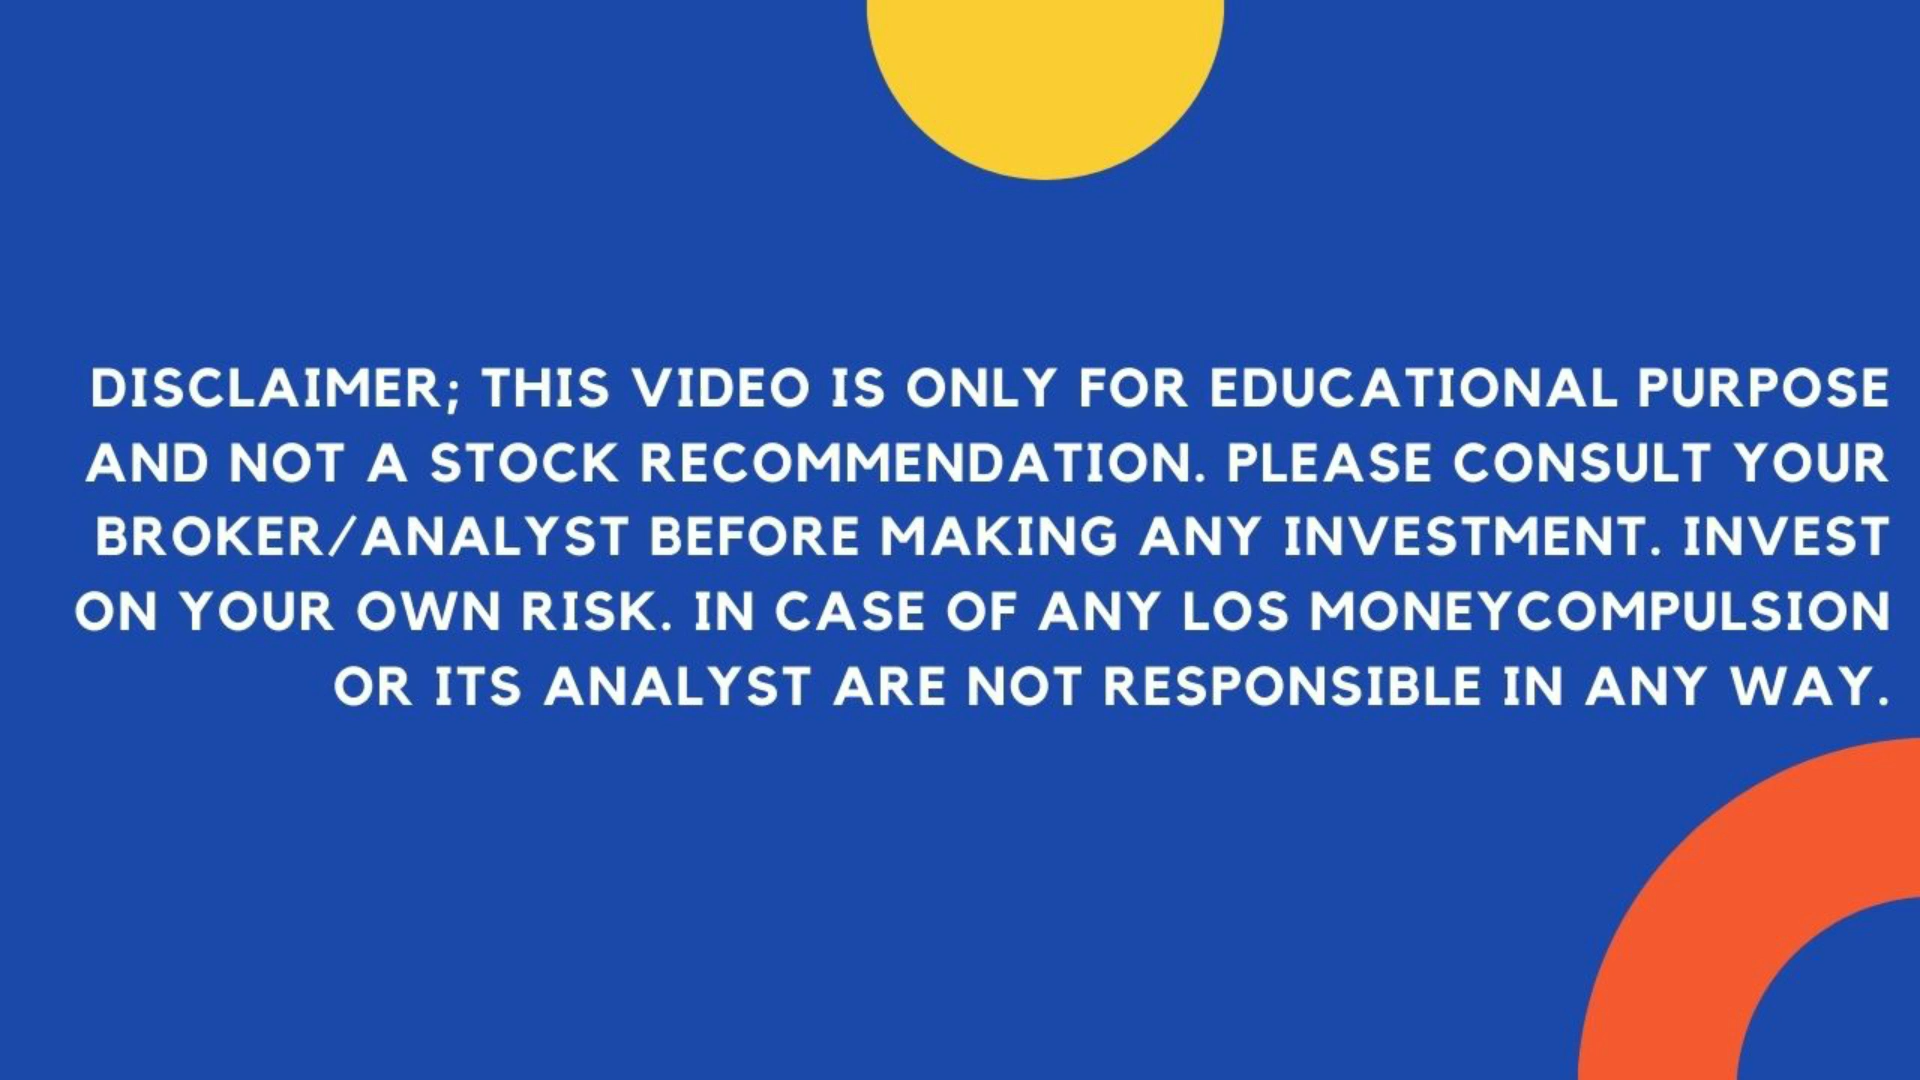 DISCLAIMER; THIS VIDEO IS ONLY FOR EDUCATIONAL PURPOSE
AND NOT A STOCK RECOMMENDATION. PLEASE CONSULT YOUR
BROKER/ANALYST BEFORE MAKING ANY INVESTMENT. INVEST
ON YOUR OWN RISK. IN CASE OF ANY LOS MONEYCOMPULSION
OR ITS ANALYST ARE NOT RESPONSIBLE IN ANY WAY.